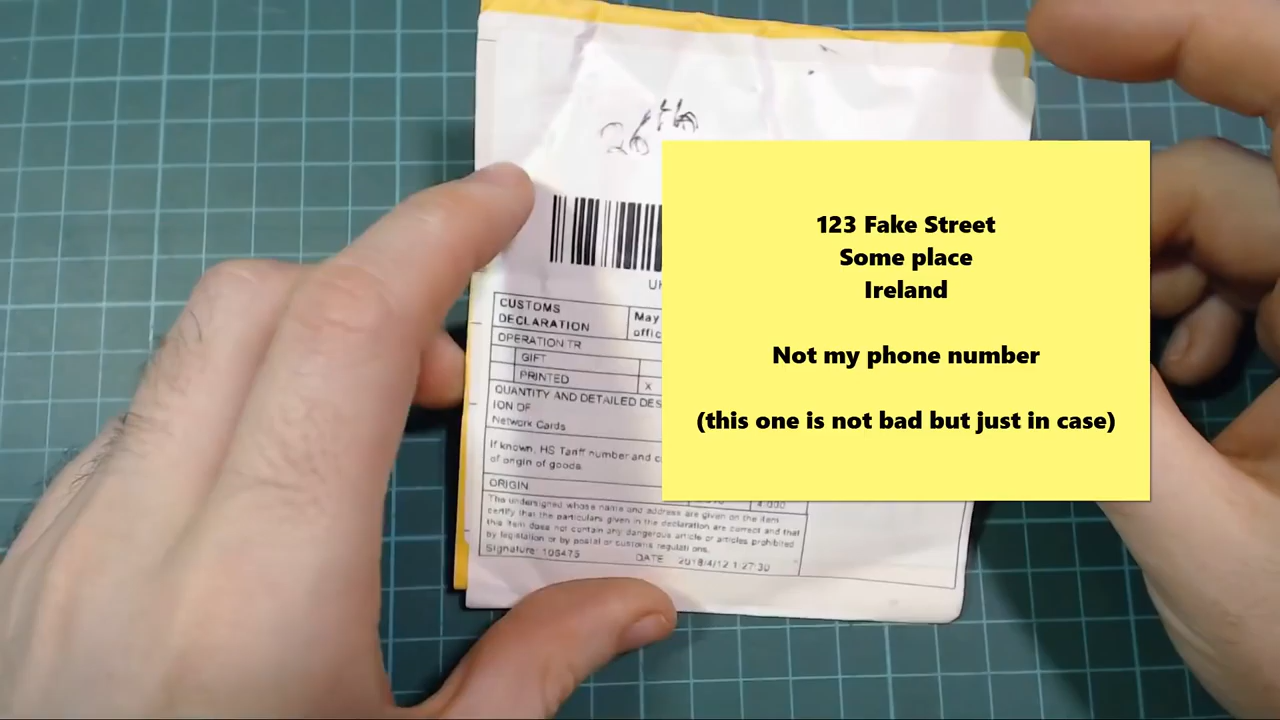 26th
123 Fake Street
Some place
Ireland
Not my phone number
(this one is not bad but just in case)
CUSTOMS
DECLARATION
May
OPERATION TR
GIFT
PRINTED
X
QUANTITY AND DETAILED
ION OF
Network Cards
If known, HS Tariff number and
of origin of goods.
ORIGIN
4.000
The undersigned whose name and address are given on the item
certify that the particulars given in the declaration are correct and that
this item does not contain any dangerous article or articles prohibited
by legislation or by postal or customs regulations.
Signature: 108475 DATE 2018/4/12 1:27:30